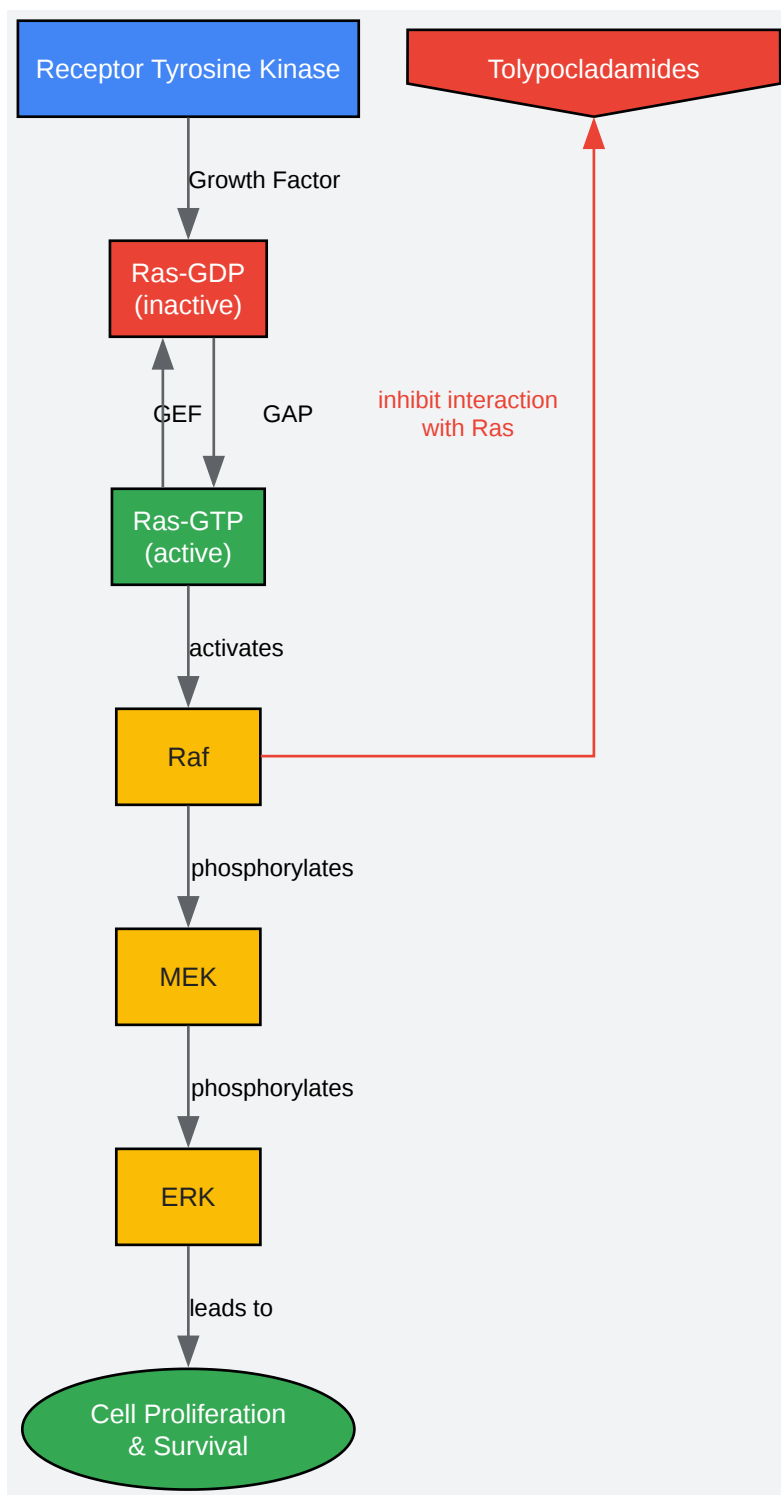 Receptor Tyrosine Kinase
Tolypocladamides
Growth Factor
Ras-GDP
(inactive)
GEF
GAP
inhibit interaction
with Ras
Ras-GTP
(active)
activates
Raf
phosphorylates
MEK
phosphorylates
ERK
leads to
Cell Proliferation
& Survival